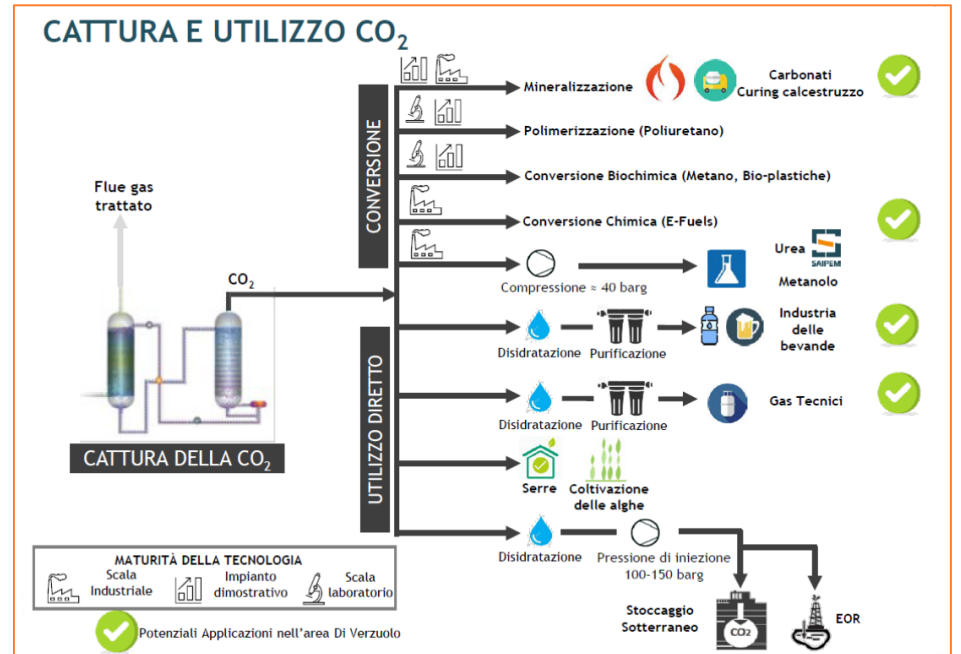 CATTURA E UTILIZZO CO₂
CONVERSIONE
Mineralizzazione
Carbonati
Curing calcestruzzo
Polimerizzazione (Poliuretano)
Conversione Biochimica (Metano, Bio-plastiche)
Conversione Chimica (E-Fuels)
Compressione ≈ 40 barg
Urea
SAIPEM
Metanolo
Flue gas
trattato
CO₂
CATTURA DELLA CO₂
UTILIZZO DIRETTO
Disidratazione
Purificazione
Industria
delle
bevande
Disidratazione
Purificazione
Gas Tecnici
Serre
Coltivazione
delle alghe
Disidratazione
Pressione di iniezione
100-150 barg
Stoccaggio
Sotterraneo
CO₂
EOR
MATURITÀ DELLA TECNOLOGIA
Scala
Industriale
Impianto
dimostrativo
Scala
laboratorio
Potenziali Applicazioni nell'area Di Verzuolo